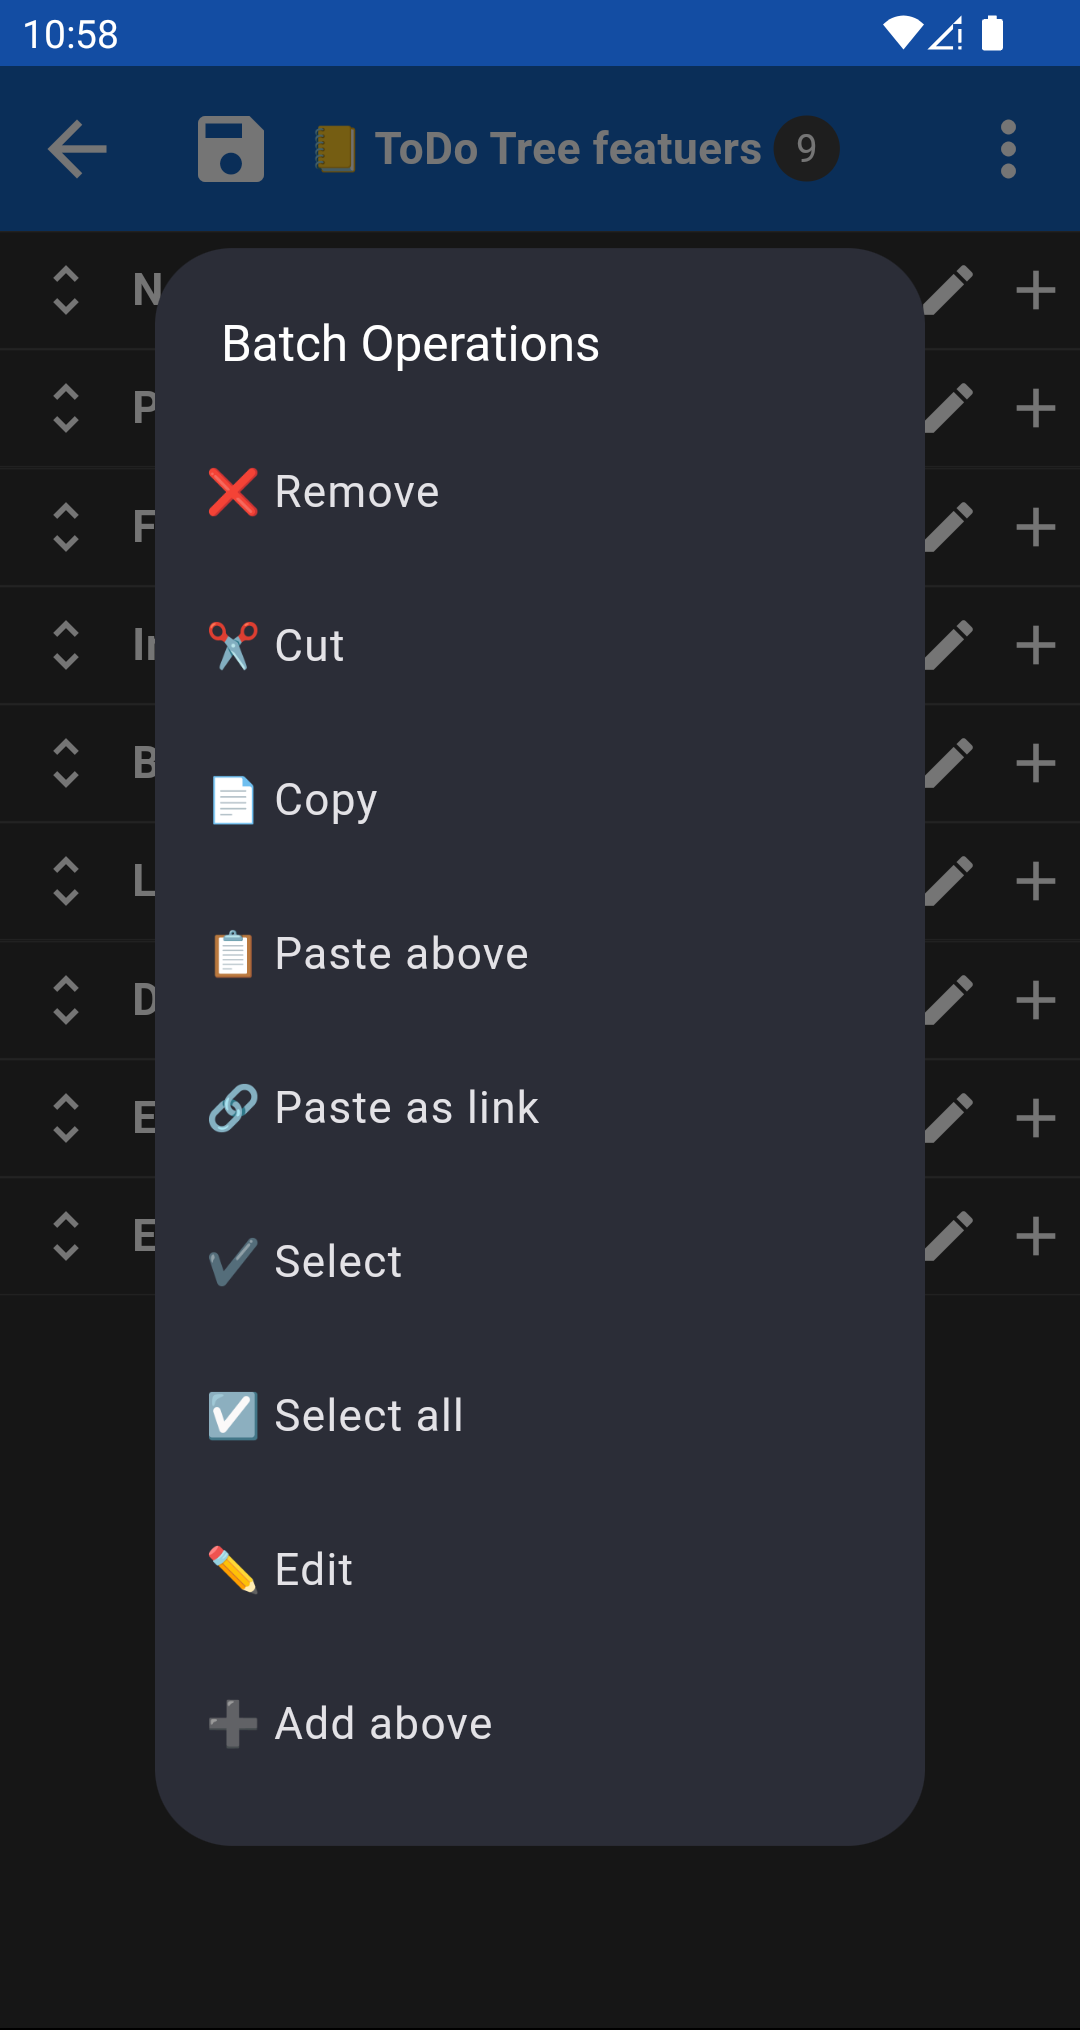 10:58
ToDo Tree featuers 9
Batch Operations
Remove
Cut
Copy
Paste above
Paste as link
Select
Select all
Edit
Add above